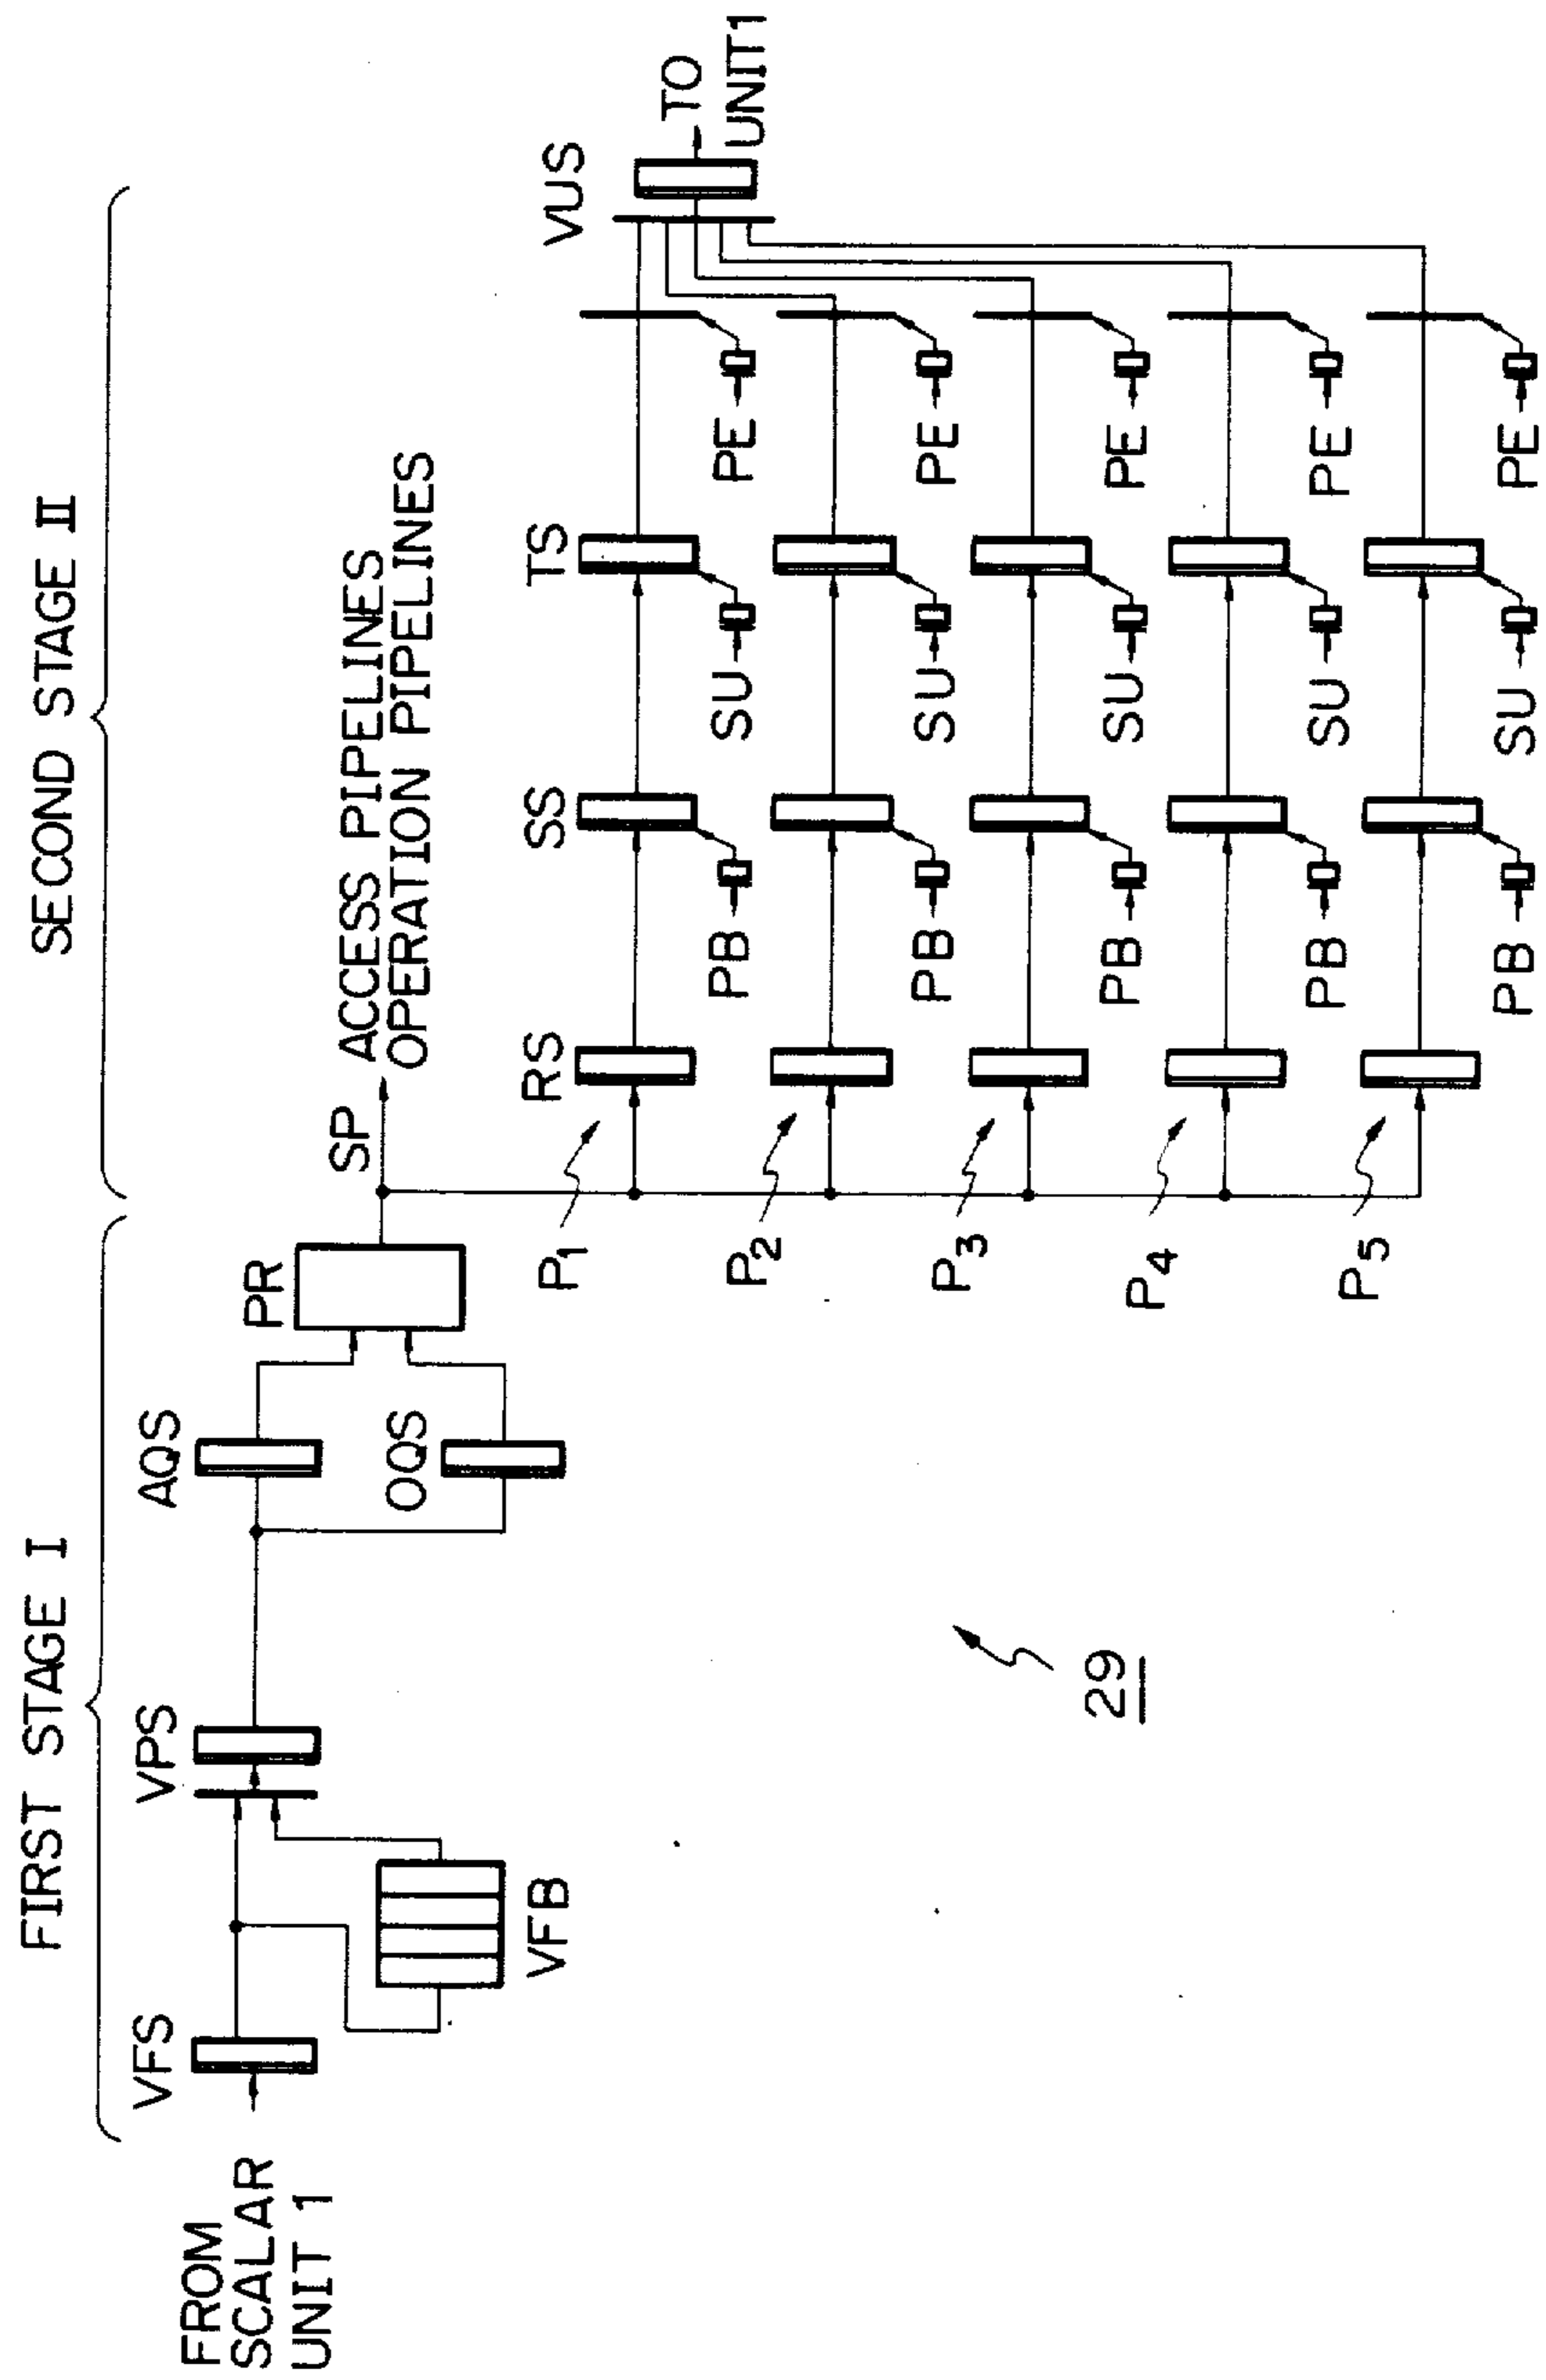 FIRST STAGE I
SECOND STAGE II
FROM
SCALAR
UNIT 1
VFS
VFB
VPS
AQS
OQS
PR
SP
ACCESS PIPELINES
OPERATION PIPELINES
RS
SS
TS
VUS
TO
UNIT1
P1
PB
SU
PE
P2
PB
SU
PE
P3
PB
SU
PE
P4
PB
SU
PE
P5
PB
SU
PE
29